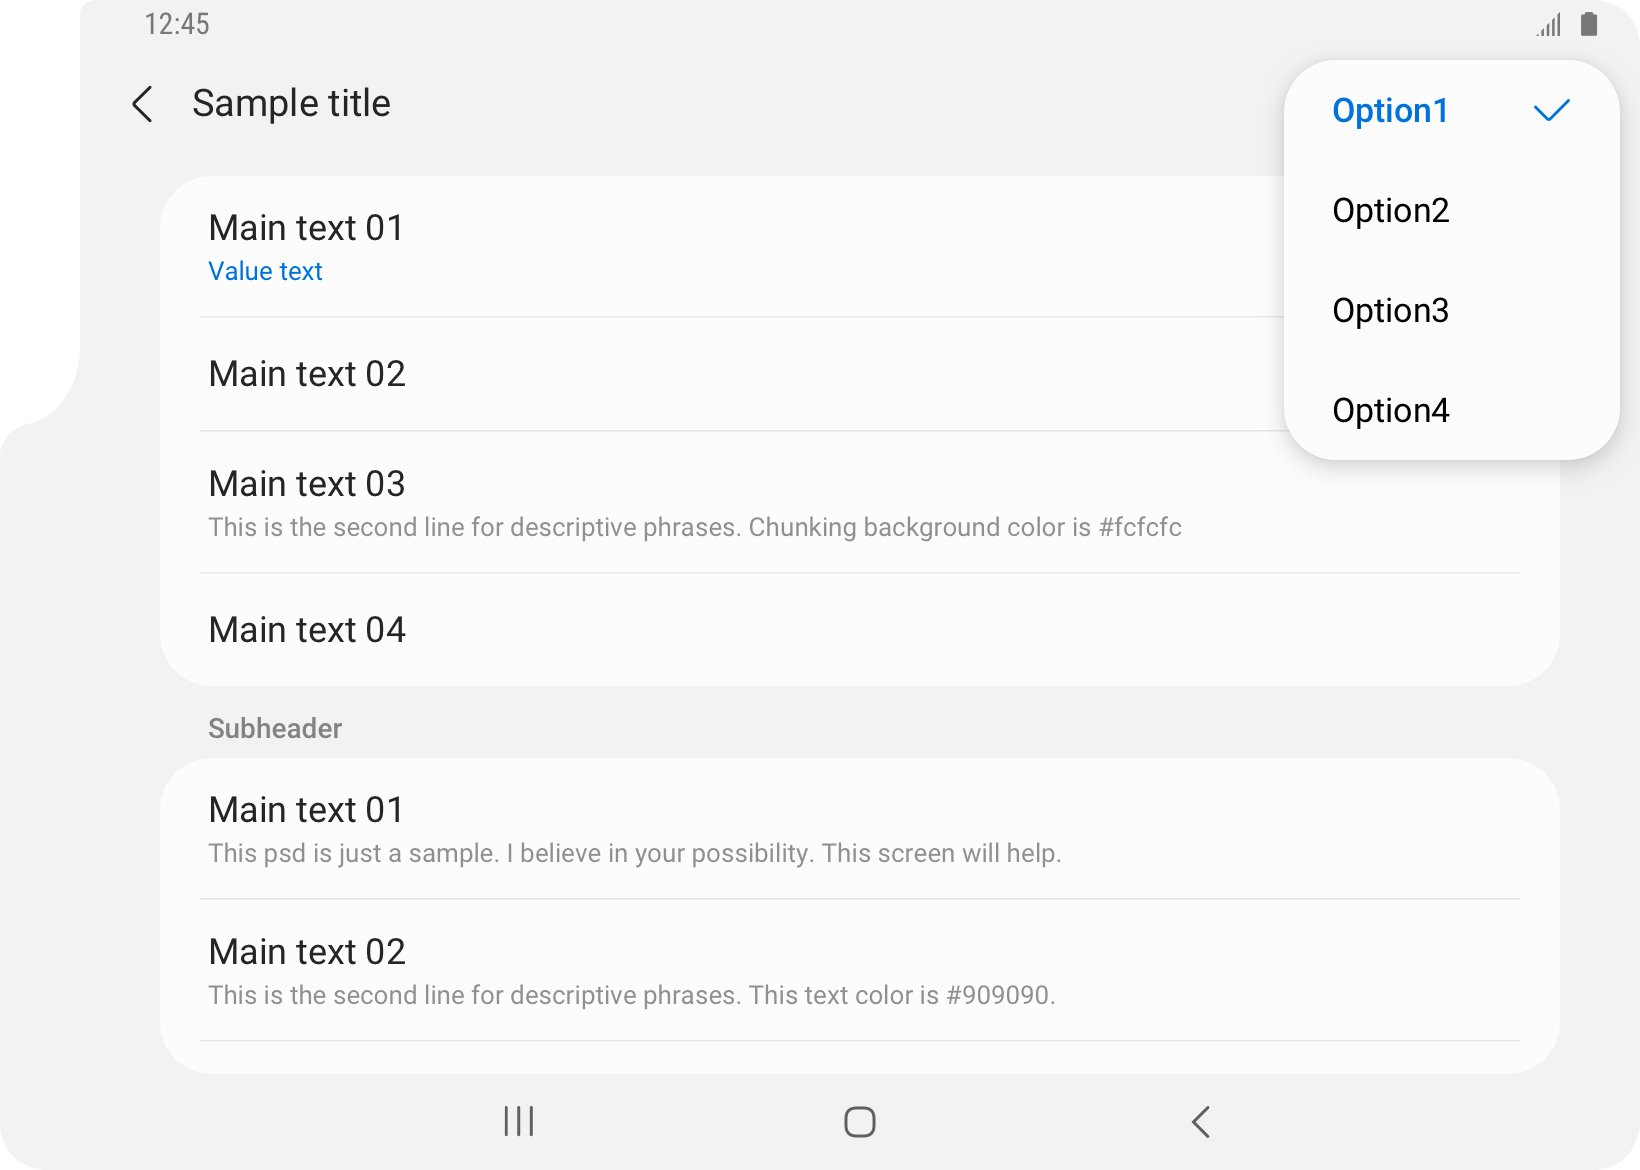 12:45
Sample title
Option1
Option2
Option3
Option4
Main text 01
Value text
Main text 02
Main text 03
This is the second line for descriptive phrases. Chunking background color is #fcfcfc
Main text 04
Subheader
Main text 01
This psd is just a sample. I believe in your possibility. This screen will help.
Main text 02
This is the second line for descriptive phrases. This text color is #909090.